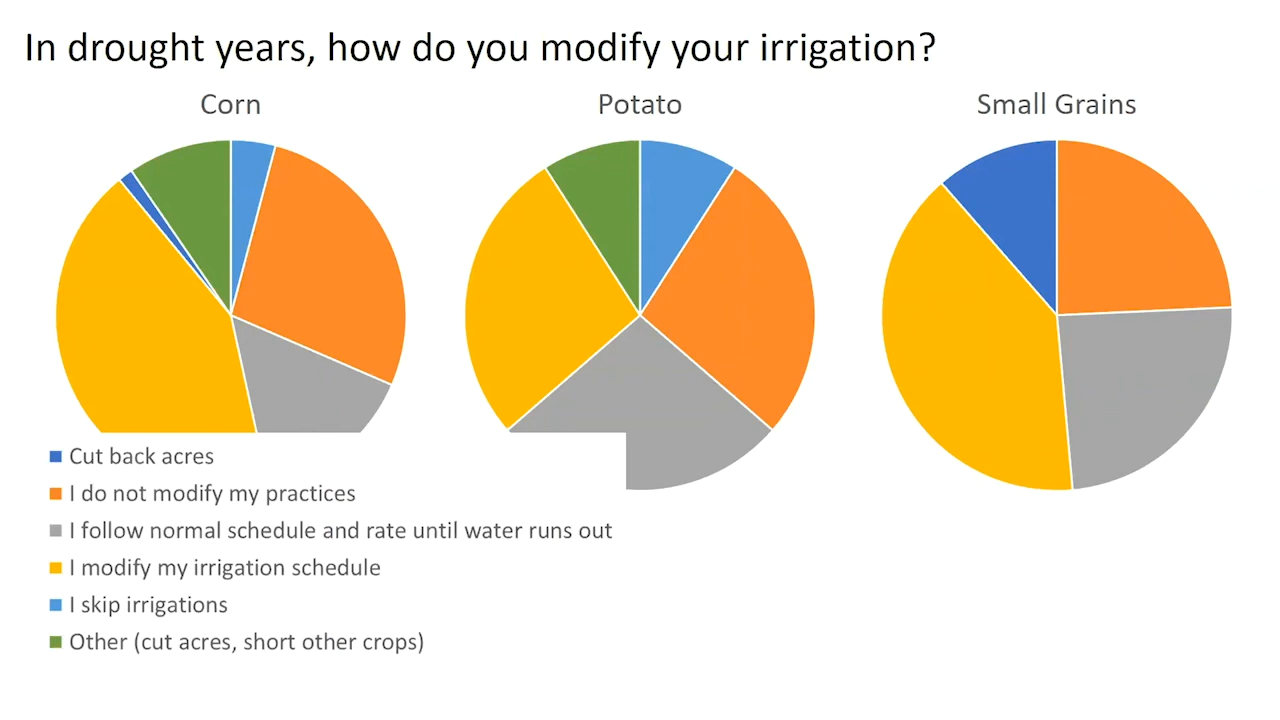 In drought years, how do you modify your irrigation?
Corn
Potato
Small Grains
Cut back acres
I do not modify my practices
I follow normal schedule and rate until water runs out
I modify my irrigation schedule
I skip irrigations
Other (cut acres, short other crops)